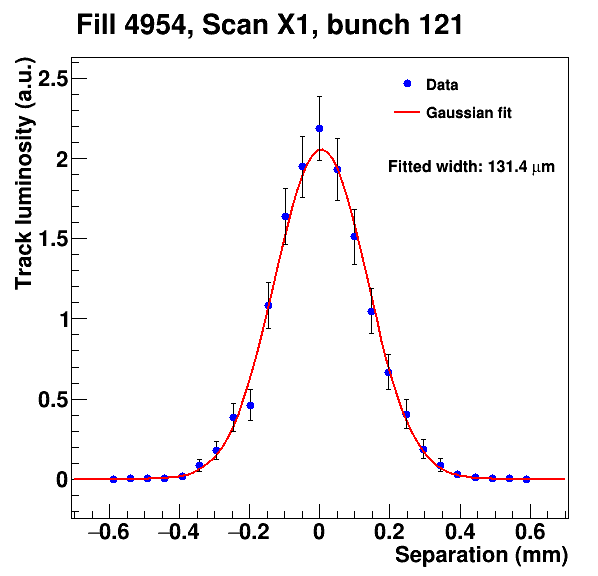 Fill 4954, Scan X1, bunch 121
Track luminosity (a.u.)
2.5
2
1.5
1
0.5
0
Data
Gaussian fit
Fitted width: 131.4 μm
−0.6 −0.4 −0.2 0 0.2 0.4 0.6
Separation (mm)